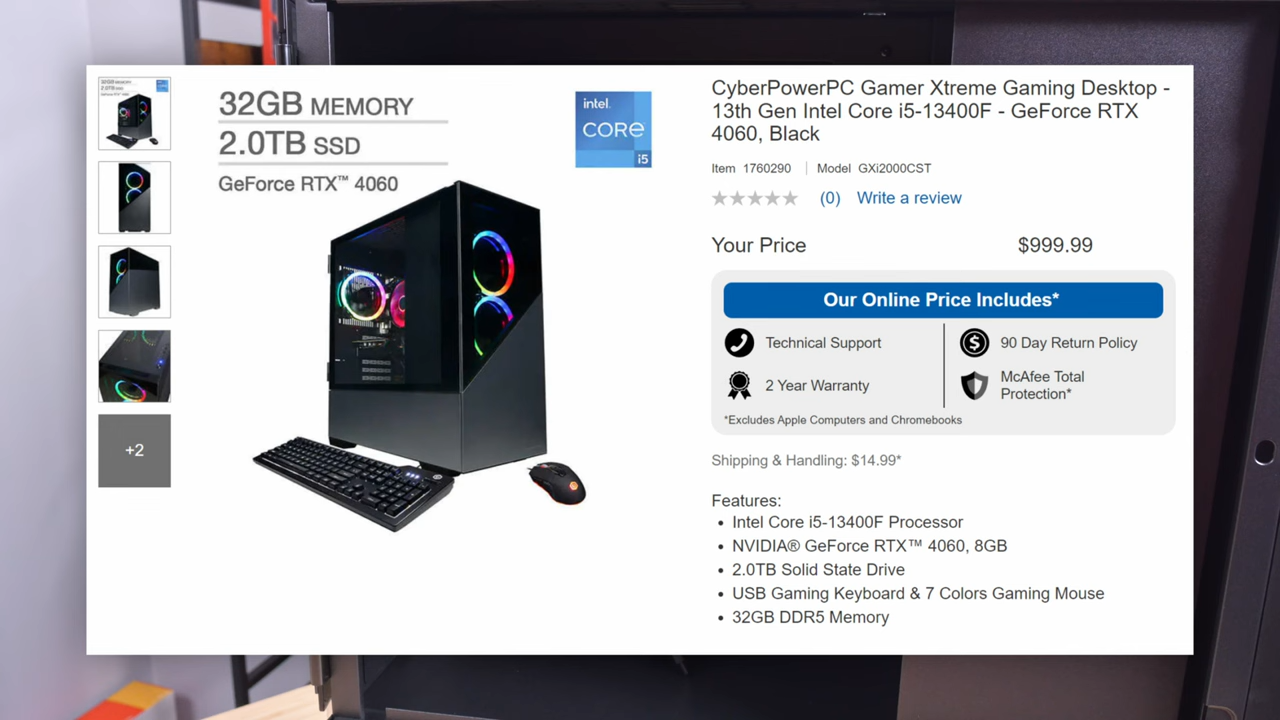 32GB MEMORY
2.0TB SSD
GeForce RTX™ 4060
intel.
CORE
i5
+2
CyberPowerPC Gamer Xtreme Gaming Desktop -
13th Gen Intel Core i5-13400F - GeForce RTX
4060, Black
Item 1760290 | Model GXi2000CST
(0) Write a review
Your Price $999.99
Our Online Price Includes*
Technical Support
90 Day Return Policy
2 Year Warranty
McAfee Total
Protection*
*Excludes Apple Computers and Chromebooks
Shipping & Handling: $14.99*
Features:
• Intel Core i5-13400F Processor
• NVIDIA® GeForce RTX™ 4060, 8GB
• 2.0TB Solid State Drive
• USB Gaming Keyboard & 7 Colors Gaming Mouse
• 32GB DDR5 Memory